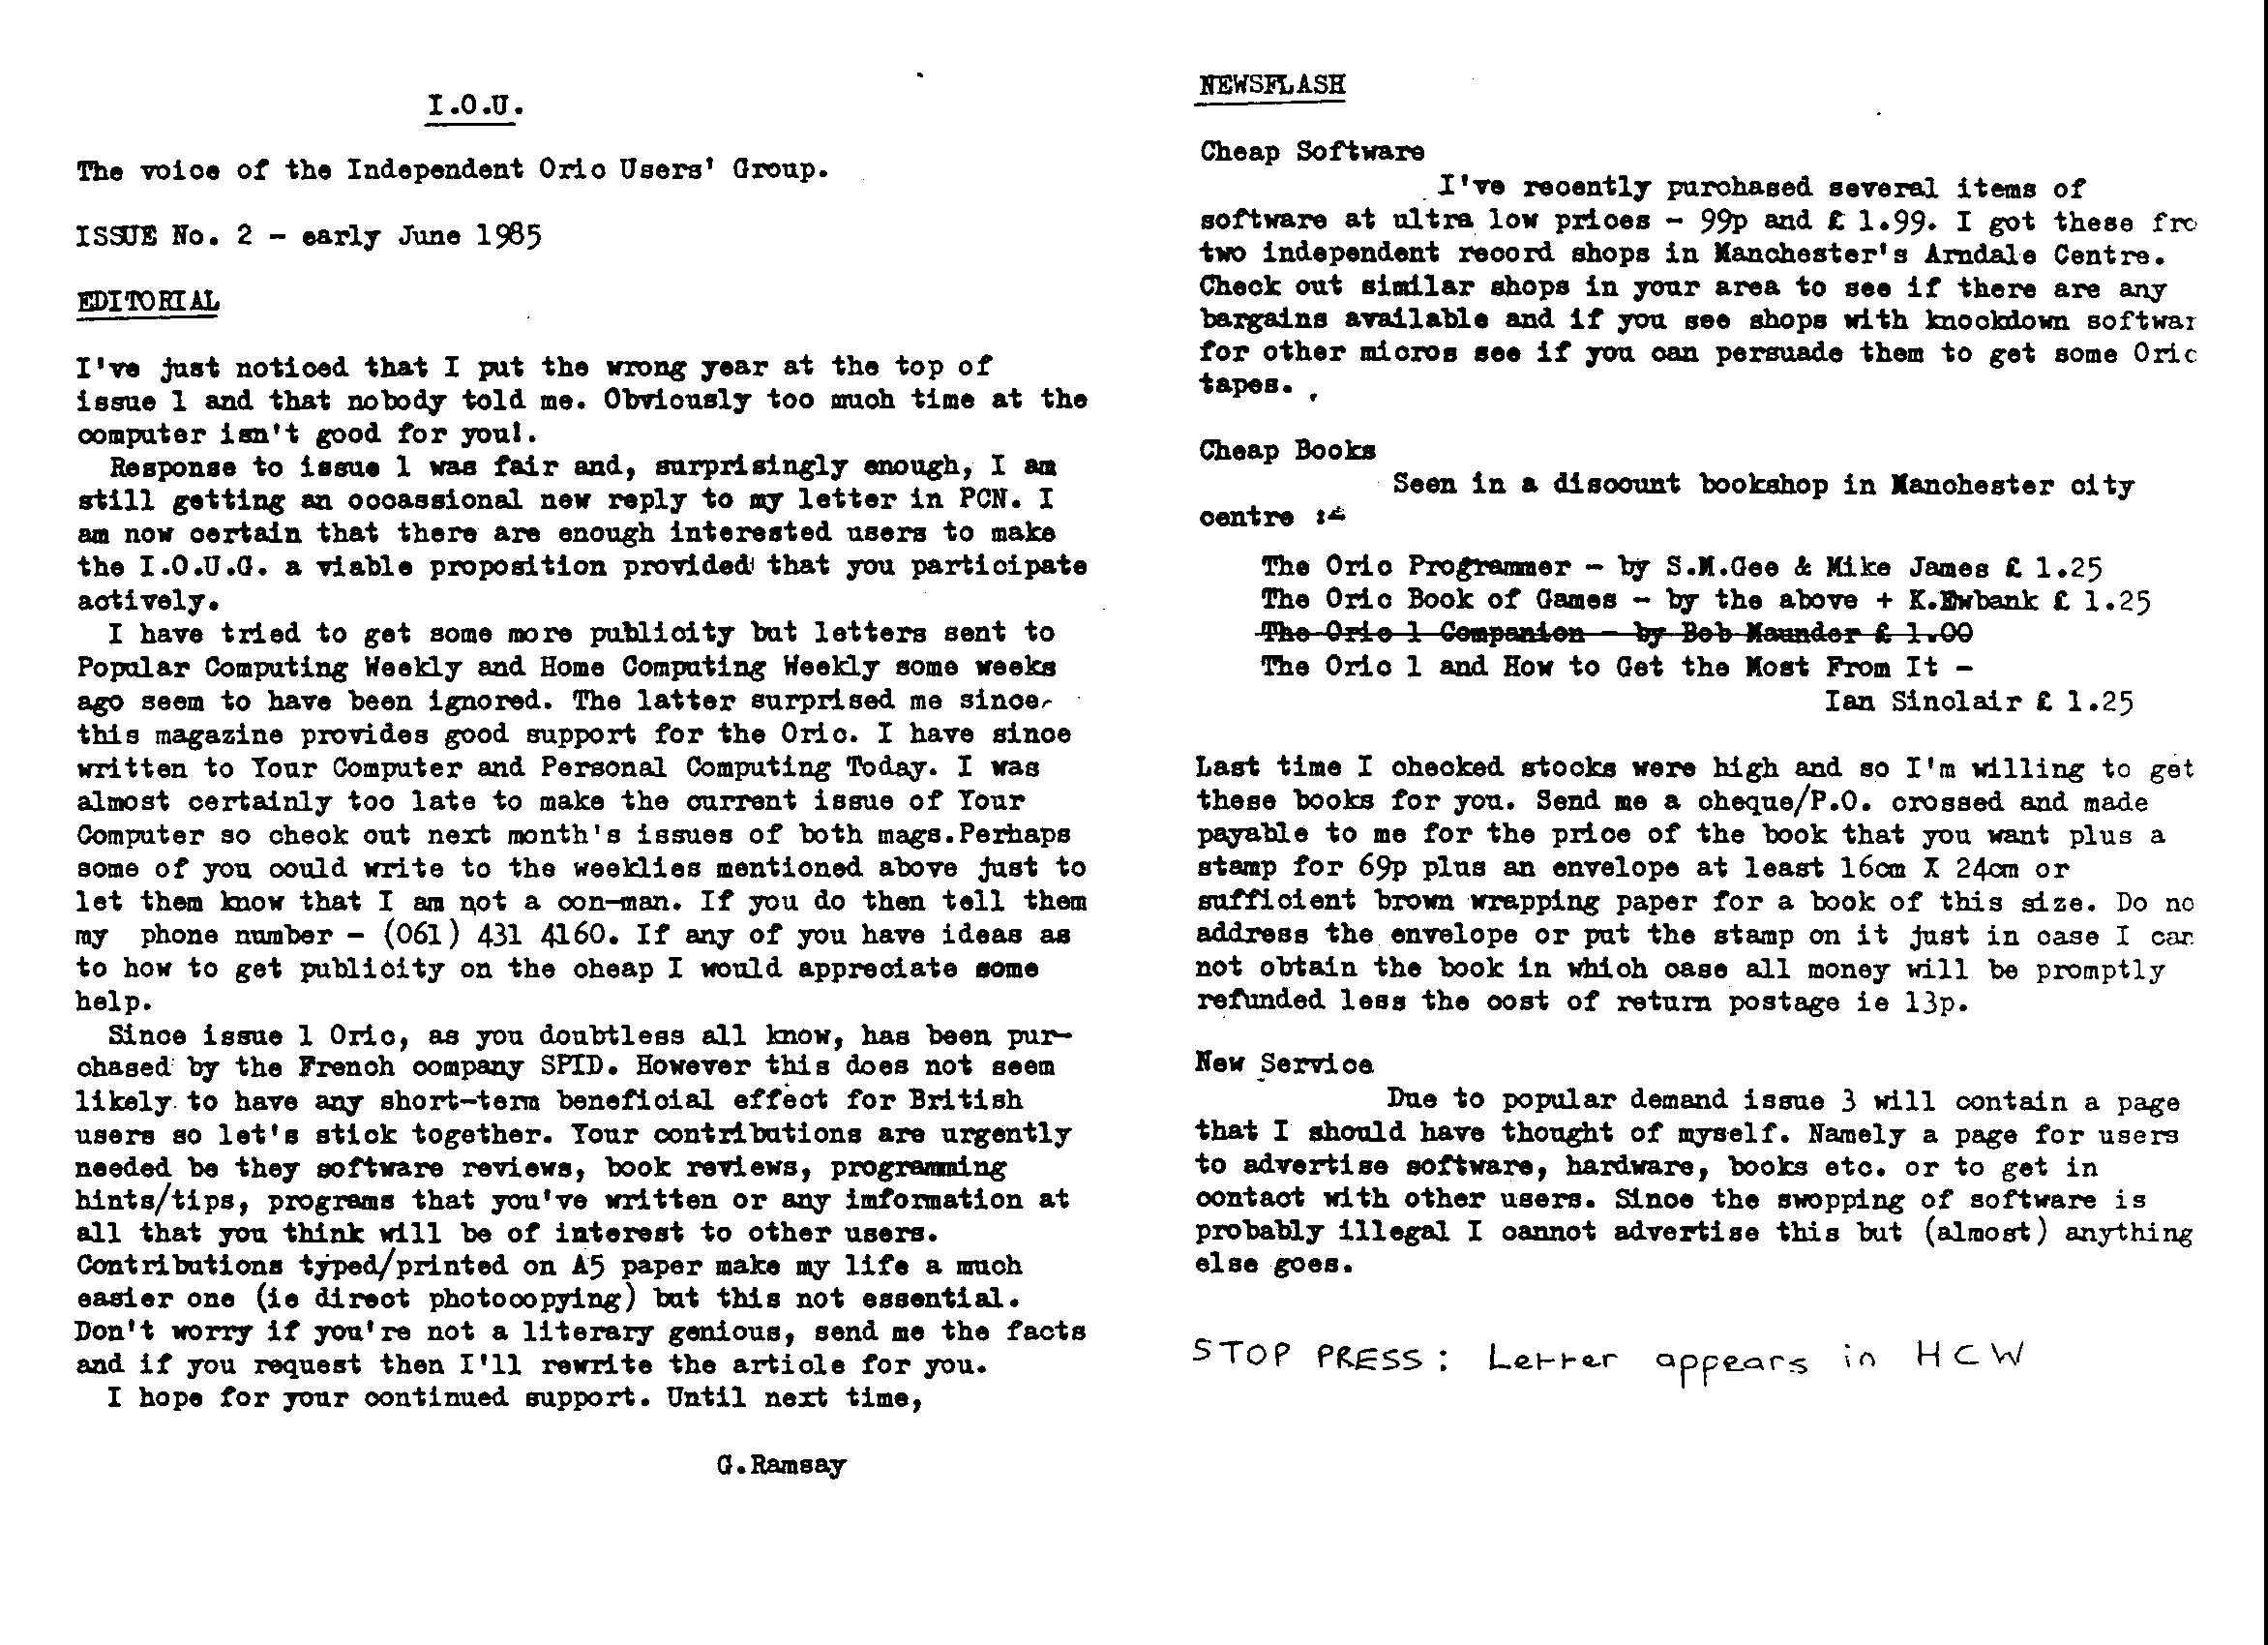 I.O.U.
The voice of the Independent Oric Users' Group.
ISSUE No. 2 - early June 1985
EDITORIAL
I've just noticed that I put the wrong year at the top of
issue 1 and that nobody told me. Obviously too much time at the
computer isn't good for you!.
Response to issue 1 was fair and, surprisingly enough, I am
still getting an occassional new reply to my letter in PCN. I
am now certain that there are enough interested users to make
the I.O.U.G. a viable proposition provided that you participate
actively.
I have tried to get some more publicity but letters sent to
Popular Computing Weekly and Home Computing Weekly some weeks
ago seem to have been ignored. The latter surprised me since
this magazine provides good support for the Oric. I have since
written to Your Computer and Personal Computing Today. I was
almost certainly too late to make the current issue of Your
Computer so check out next month's issues of both mags.Perhaps
some of you could write to the weeklies mentioned above just to
let them know that I am not a con-man. If you do then tell them
my phone number - (061) 431 4160. If any of you have ideas as
to how to get publicity on the cheap I would appreciate some
help.
Since issue 1 Oric, as you doubtless all know, has been pur-
chased by the French company SPID. However this does not seem
likely to have any short-term beneficial effect for British
users so let's stick together. Your contributions are urgently
needed be they software reviews, book reviews, programming
hints/tips, programs that you've written or any imformation at
all that you think will be of interest to other users.
Contributions typed/printed on A5 paper make my life a much
easier one (ie direct photocopying) but this not essential.
Don't worry if you're not a literary genious, send me the facts
and if you request then I'll rewrite the article for you.
I hope for your continued support. Until next time,
G.Ramsay
NEWSFLASH
Cheap Software
I've recently purchased several items of
software at ultra low prices - 99p and £ 1.99. I got these fro
two independent record shops in Manchester's Arndale Centre.
Check out similar shops in your area to see if there are any
bargains available and if you see shops with knockdown softwar
for other micros see if you can persuade them to get some Oric
tapes.
Cheap Books
Seen in a discount bookshop in Manchester city
centre :-
The Oric Programmer - by S.M.Gee & Mike James £ 1.25
The Oric Book of Games - by the above + K.Ewbank £ 1.25
The Oric 1 Companion - by Bob Maunder £ 1.00
The Oric 1 and How to Get the Most From It -
Ian Sinclair £ 1.25
Last time I checked stocks were high and so I'm willing to get
these books for you. Send me a cheque/P.O. crossed and made
payable to me for the price of the book that you want plus a
stamp for 69p plus an envelope at least 16cm X 24cm or
sufficient brown wrapping paper for a book of this size. Do no
address the envelope or put the stamp on it just in case I can
not obtain the book in which case all money will be promptly
refunded less the cost of return postage ie 13p.
New Service
Due to popular demand issue 3 will contain a page
that I should have thought of myself. Namely a page for users
to advertise software, hardware, books etc. or to get in
contact with other users. Since the swopping of software is
probably illegal I cannot advertise this but (almost) anything
else goes.
STOP PRESS: Letter appears in HCW